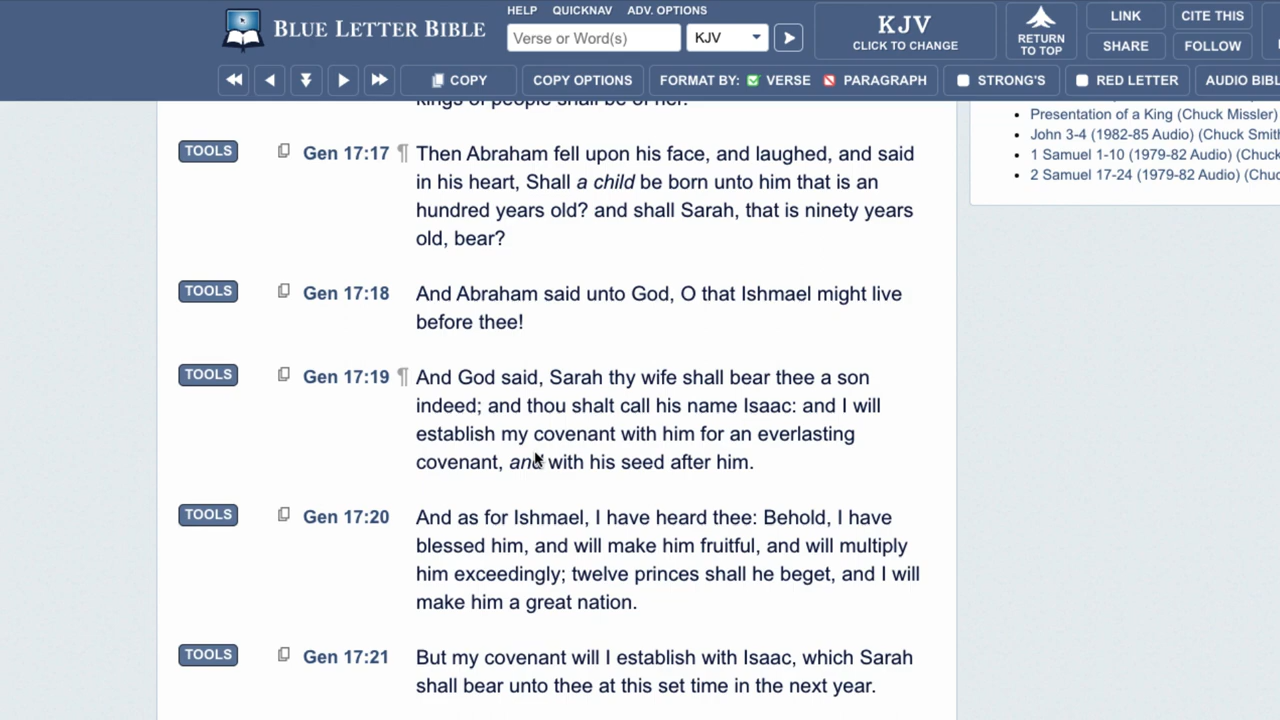 HELP QUICKNAV ADV. OPTIONS
BLUE LETTER BIBLE
Verse or Word(s)
KJV
KJV
CLICK TO CHANGE
RETURN
TO TOP
LINK
CITE THIS
SHARE
FOLLOW
COPY
COPY OPTIONS
FORMAT BY: VERSE PARAGRAPH
STRONG'S
RED LETTER
AUDIO BIBL
kings of people shall be of her.
TOOLS Gen 17:17 ¶ Then Abraham fell upon his face, and laughed, and said
in his heart, Shall a child be born unto him that is an
hundred years old? and shall Sarah, that is ninety years
old, bear?
TOOLS Gen 17:18 And Abraham said unto God, O that Ishmael might live
before thee!
TOOLS Gen 17:19 ¶ And God said, Sarah thy wife shall bear thee a son
indeed; and thou shalt call his name Isaac: and I will
establish my covenant with him for an everlasting
covenant, and with his seed after him.
TOOLS Gen 17:20 And as for Ishmael, I have heard thee: Behold, I have
blessed him, and will make him fruitful, and will multiply
him exceedingly; twelve princes shall he beget, and I will
make him a great nation.
TOOLS Gen 17:21 But my covenant will I establish with Isaac, which Sarah
shall bear unto thee at this set time in the next year.
• Presentation of a King (Chuck Missler)
• John 3-4 (1982-85 Audio) (Chuck Smith
• 1 Samuel 1-10 (1979-82 Audio) (Chuck
• 2 Samuel 17-24 (1979-82 Audio) (Chuc